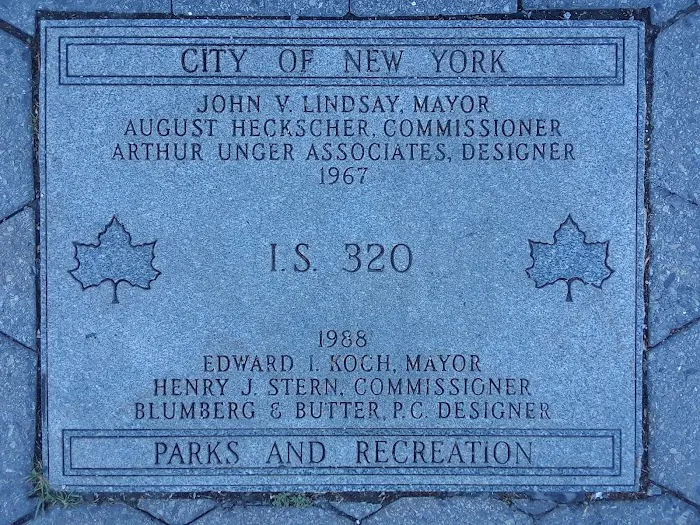 CITY OF NEW YORK
JOHN V. LINDSAY, MAYOR
AUGUST HECKSCHER, COMMISSIONER
ARTHUR UNGER ASSOCIATES, DESIGNER
1967
I.S. 320
1988
EDWARD I. KOCH, MAYOR
HENRY J. STERN, COMMISSIONER
BLUMBERG & BUTTER, P.C. DESIGNER
PARKS AND RECREATION